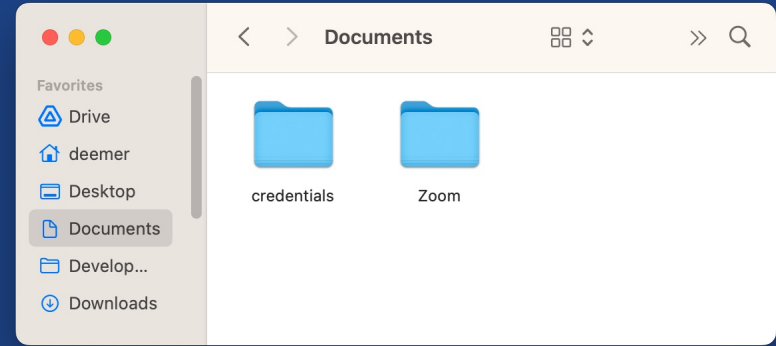 Documents
Favorites
Drive
deemer
Desktop
Documents
Develop...
Downloads
credentials
Zoom